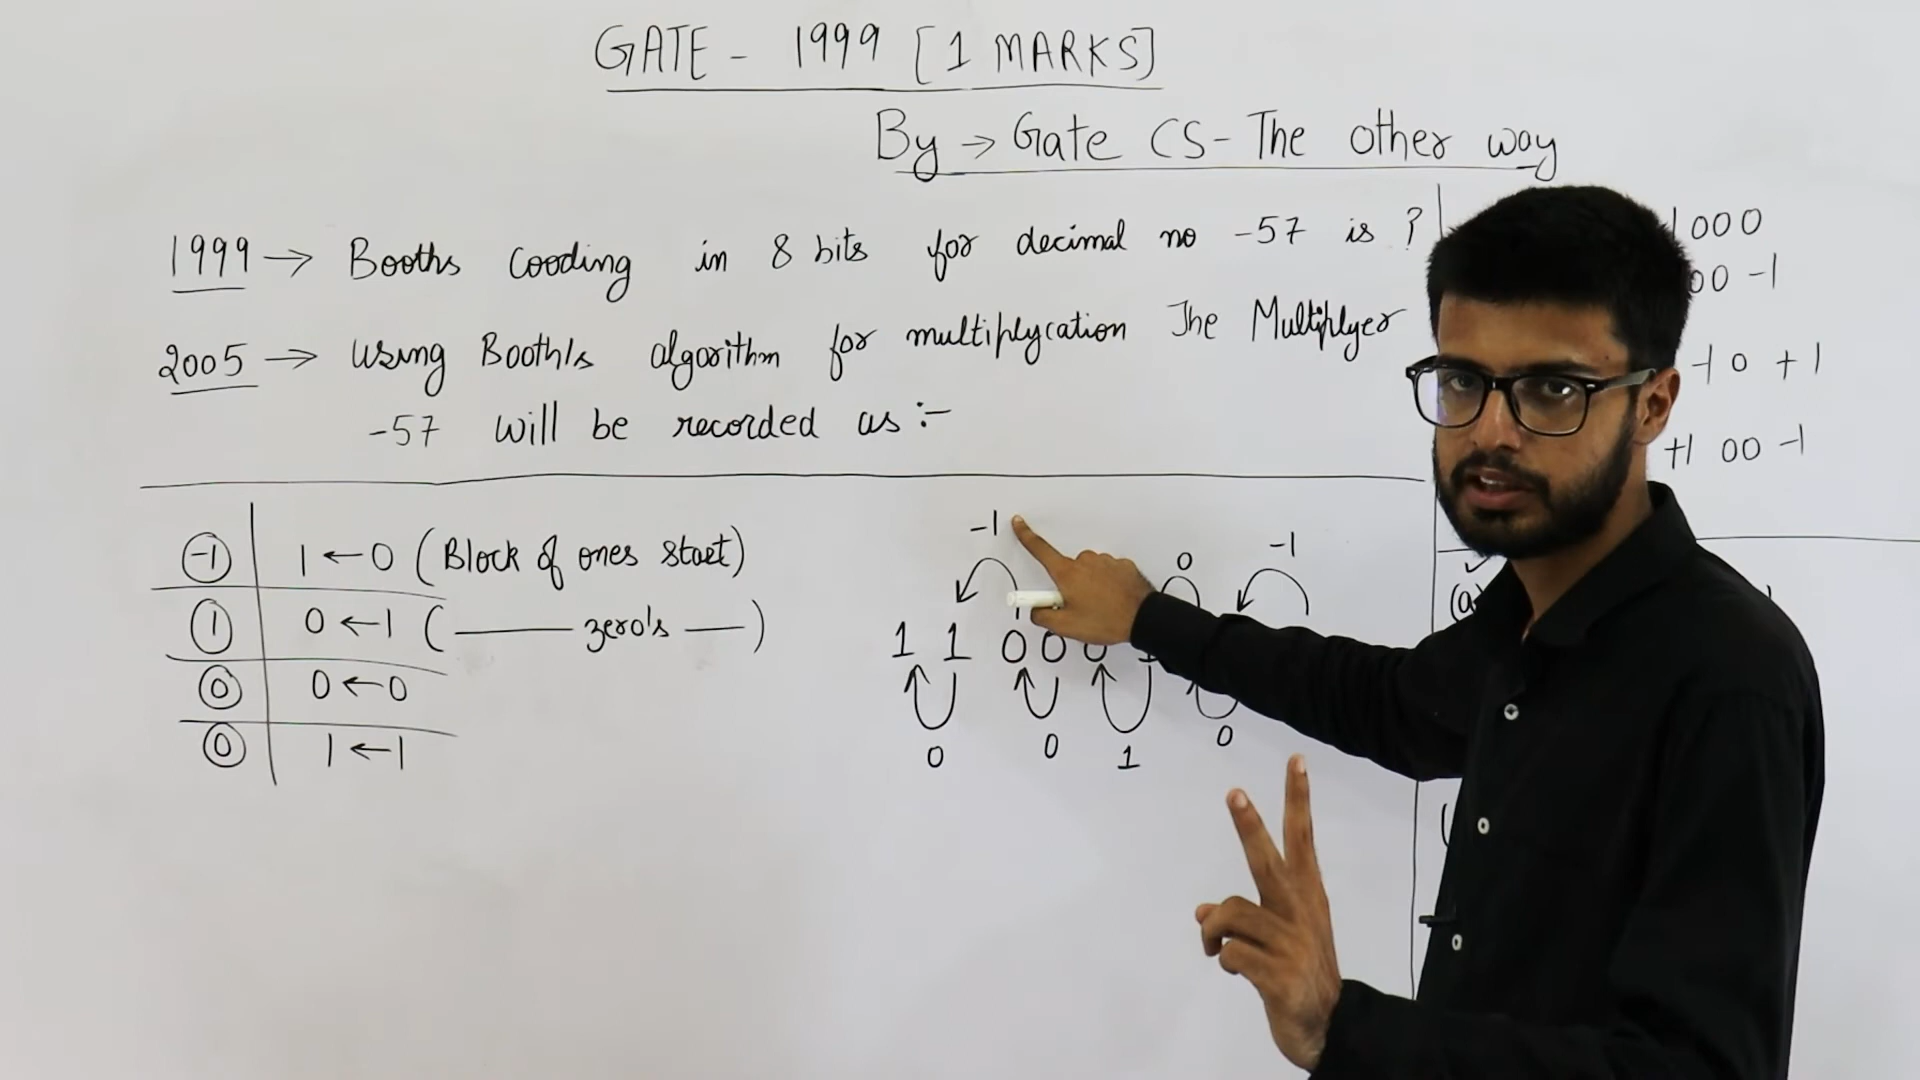 GATE - 1999 [1 MARKS]
By → Gate CS - The other way
1999 → Booths Cooding in 8 bits for decimal no -57 is ?
2005 → Using Booth's algorithm for multiplycation The Multiplyer
-57 will be recorded as :-
-1 1 ← 0 (Block of ones start)
1 0 ← 1 ( — zero's — )
0 0 ← 0
0 1 ← 1
-1 0 -1
1 1 0 0 0 1
0 0 1 0
1000
00 -1
-1 0 +1
+1 00 -1
(a)